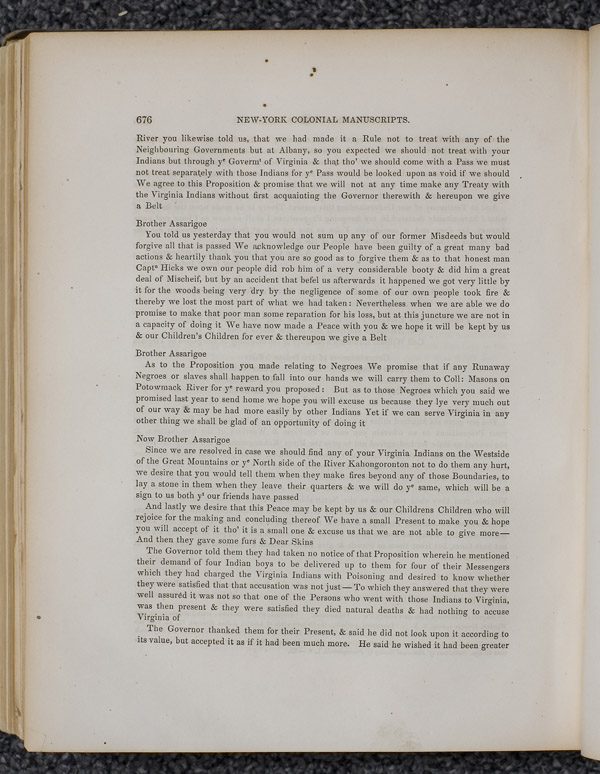 676 NEW-YORK COLONIAL MANUSCRIPTS.
River you likewise told us, that we had made it a Rule not to treat with any of the
Neighbouring Governments but at Albany, so you expected we should not treat with your
Indians but through yᵉ Govermᵗ of Virginia & that tho' we should come with a Pass we must
not treat separately with those Indians for yᵉ Pass would be looked upon as void if we should
We agree to this Proposition & promise that we will not at any time make any Treaty with
the Virginia Indians without first acquainting the Governor therewith & hereupon we give
a Belt
Brother Assarigoe
You told us yesterday that you would not sum up any of our former Misdeeds but would
forgive all that is passed We acknowledge our People have been guilty of a great many bad
actions & heartily thank you that you are so good as to forgive them & as to that honest man
Captⁿ Hicks we own our people did rob him of a very considerable booty & did him a great
deal of Mischeif, but by an accident that befel us afterwards it happened we got very little by
it for the woods being very dry by the negligence of some of our own people took fire &
thereby we lost the most part of what we had taken: Nevertheless when we are able we do
promise to make that poor man some reparation for his loss, but at this juncture we are not in
a capacity of doing it We have now made a Peace with you & we hope it will be kept by us
& our Children's Children for ever & thereupon we give a Belt
Brother Assarigoe
As to the Proposition you made relating to Negroes We promise that if any Runaway
Negroes or slaves shall happen to fall into our hands we will carry them to Coll: Masons on
Potowmack River for yᵉ reward you proposed: But as to those Negroes which you said we
promised last year to send home we hope you will excuse us because they lye very much out
of our way & may be had more easily by other Indians Yet if we can serve Virginia in any
other thing we shall be glad of an opportunity of doing it
Now Brother Assarigoe
Since we are resolved in case we should find any of your Virginia Indians on the Westside
of the Great Mountains or yᵉ North side of the River Kahongoronton not to do them any hurt,
we desire that you would tell them when they make fires beyond any of those Boundaries, to
lay a stone in them when they leave their quarters & we will do yᵉ same, which will be a
sign to us both yᵗ our friends have passed
And lastly we desire that this Peace may be kept by us & our Childrens Children who will
rejoice for the making and concluding thereof We have a small Present to make you & hope
you will accept of it tho' it is a small one & excuse us that we are not able to give more—
And then they gave some furs & Dear Skins
The Governor told them they had taken no notice of that Proposition wherein he mentioned
their demand of four Indian boys to be delivered up to them for four of their Messengers
which they had charged the Virginia Indians with Poisoning and desired to know whether
they were satisfied that that accusation was not just—To which they answered that they were
well assured it was not so that one of the Persons who went with those Indians to Virginia,
was then present & they were satisfied they died natural deaths & had nothing to accuse
Virginia of
The Governor thanked them for their Present, & said he did not look upon it according to
its value, but accepted it as if it had been much more. He said he wished it had been greater